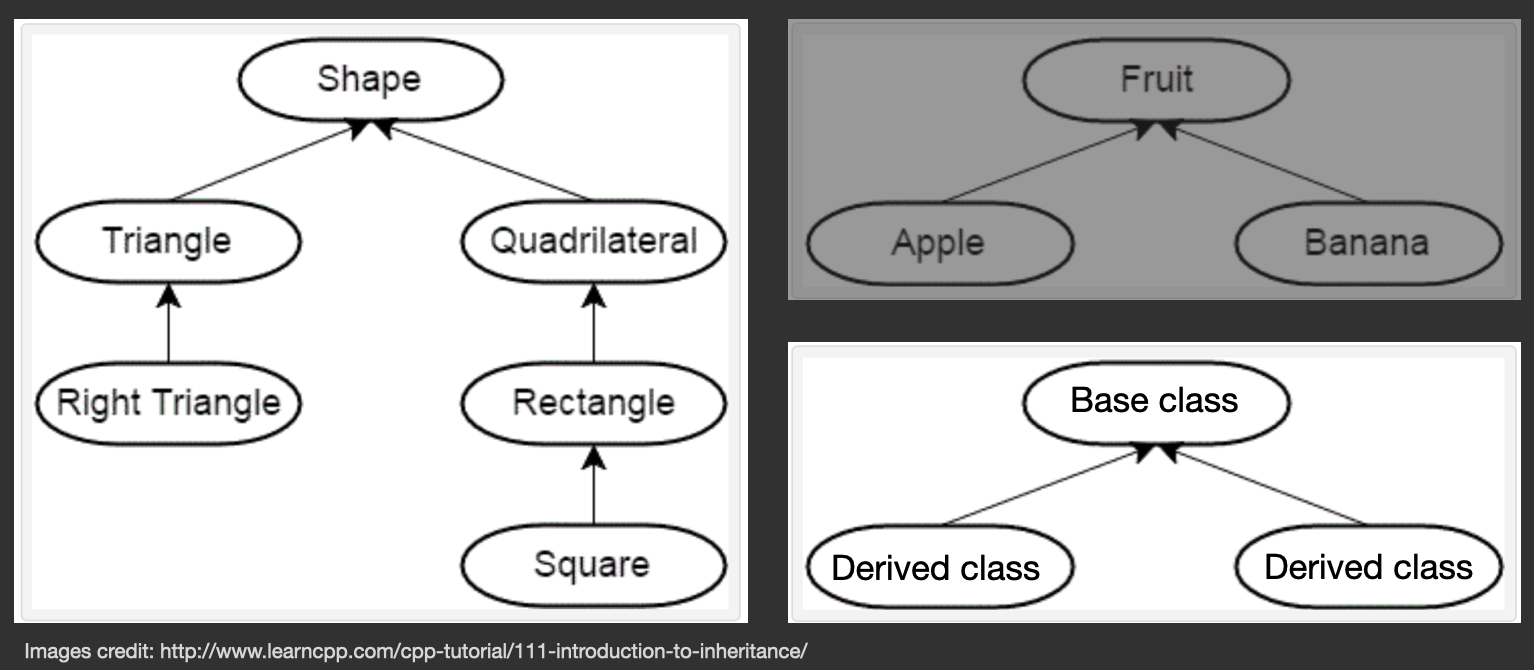 Shape
Triangle
Quadrilateral
Right Triangle
Rectangle
Square
Fruit
Apple
Banana
Base class
Derived class
Derived class
Images credit: http://www.learncpp.com/cpp-tutorial/111-introduction-to-inheritance/